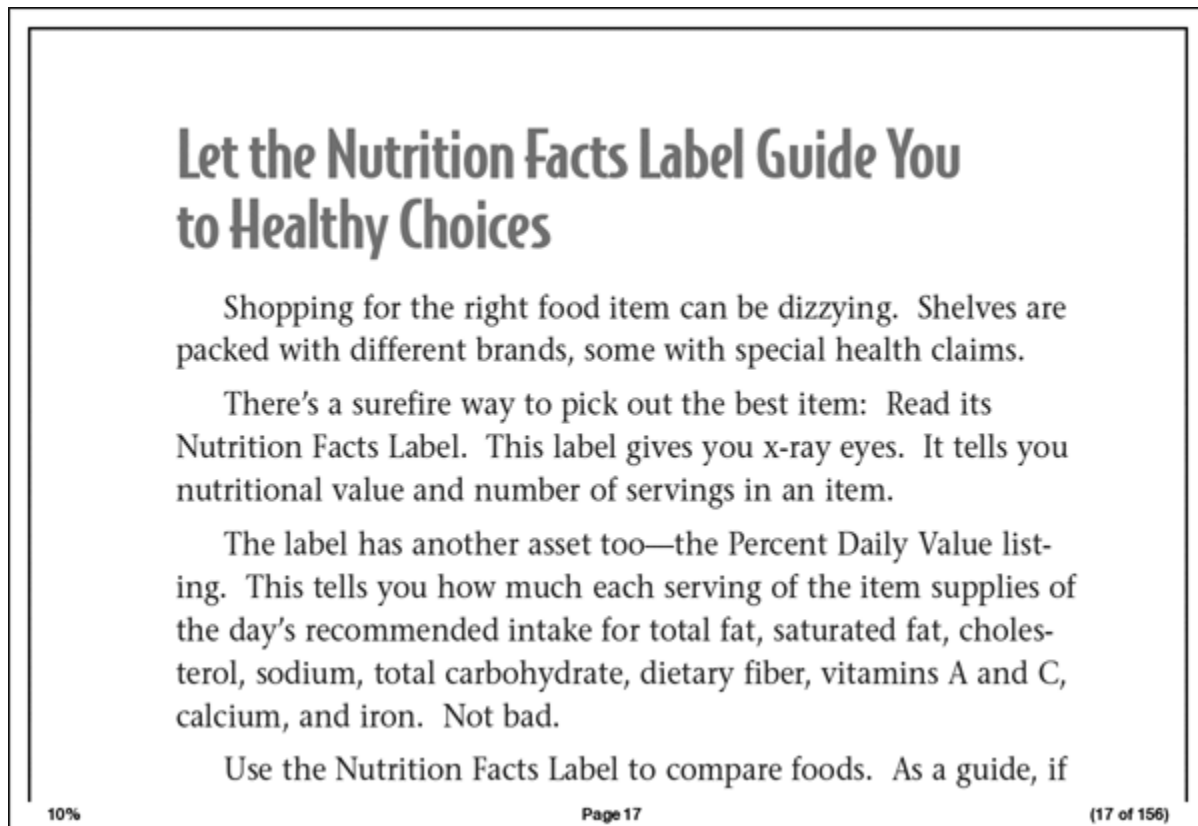 Let the Nutrition Facts Label Guide You
to Healthy Choices
Shopping for the right food item can be dizzying.  Shelves are
packed with different brands, some with special health claims.
There's a surefire way to pick out the best item:  Read its
Nutrition Facts Label.  This label gives you x-ray eyes.  It tells you
nutritional value and number of servings in an item.
The label has another asset too—the Percent Daily Value list-
ing.  This tells you how much each serving of the item supplies of
the day's recommended intake for total fat, saturated fat, choles-
terol, sodium, total carbohydrate, dietary fiber, vitamins A and C,
calcium, and iron.  Not bad.
Use the Nutrition Facts Label to compare foods.  As a guide, if
10% Page 17 (17 of 156)